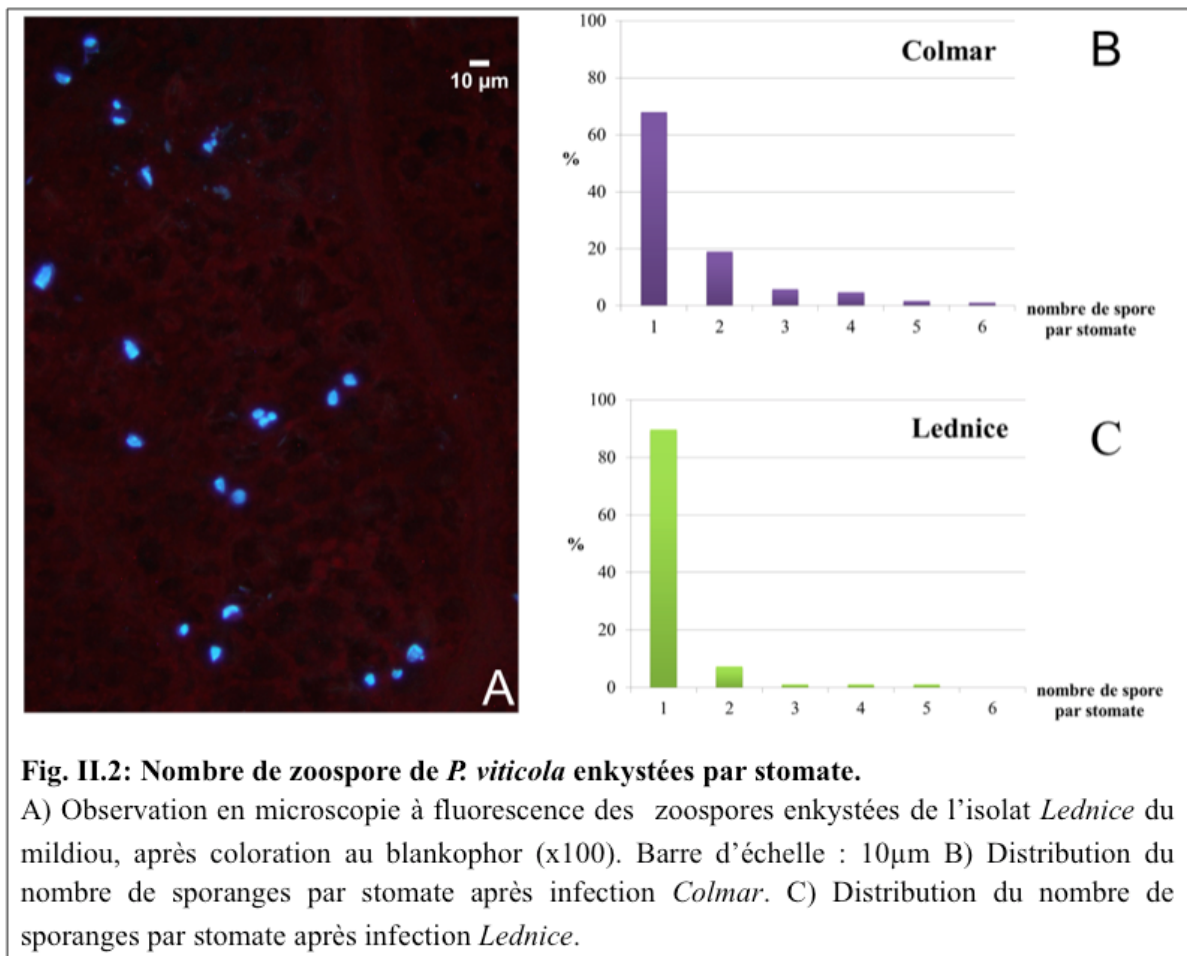 10 µm
A
100
80
60
%
40
20
0
Colmar
B
1 2 3 4 5 6
nombre de spore
par stomate
100
80
60
%
40
20
0
Lednice
C
1 2 3 4 5 6
nombre de spore
par stomate
Fig. II.2: Nombre de zoospore de P. viticola enkystées par stomate.
A) Observation en microscopie à fluorescence des zoospores enkystées de l'isolat Lednice du
mildiou, après coloration au blankophor (x100). Barre d'échelle : 10µm B) Distribution du
nombre de sporanges par stomate après infection Colmar. C) Distribution du nombre de
sporanges par stomate après infection Lednice.